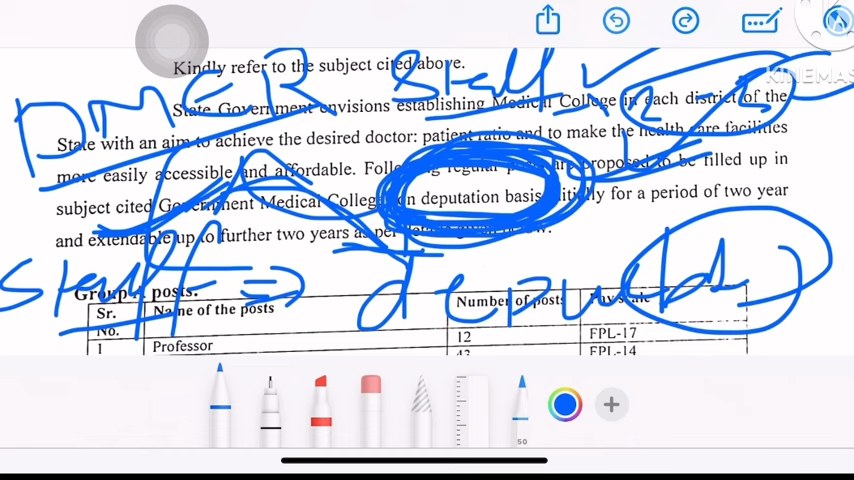 Kindly refer to the subject cited above.
DMER Staff
State Government envisions establishing Medical College in each district of the
State with an aim to achieve the desired doctor: patient ratio and to make the health care facilities
more easily accessible and affordable. Following regular posts are proposed to be filled up in
subject cited Government Medical College on deputation basis initially for a period of two year
and extendable up to further two years as per details given below.
Staff
Group posts.
Sr. No. Name of the posts Number of posts Pay scale
1 Professor 12 FPL-17
FPL-14
KINEMAS
50